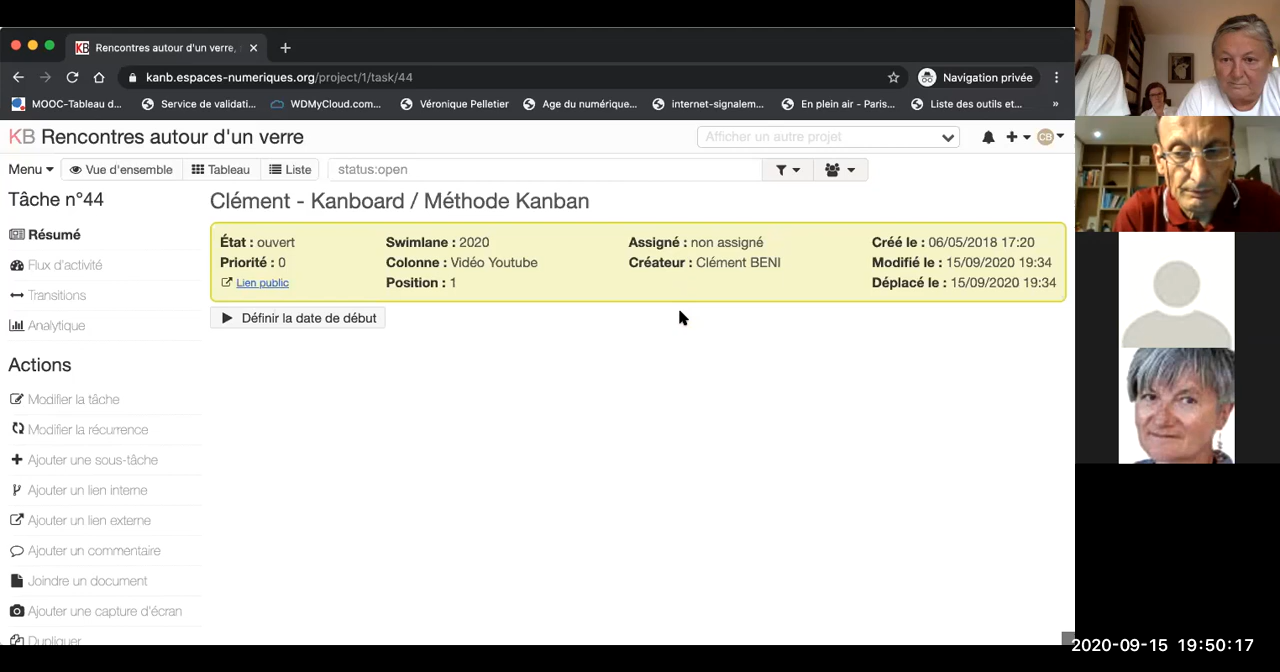 KB Rencontres autour d'un verre,
kanb.espaces-numeriques.org/project/1/task/44
Navigation privée
MOOC-Tableau d... Service de validati... WDMyCloud.com... Véronique Pelletier Age du numérique... internet-signalem... En plein air - Paris... Liste des outils et... »
KB Rencontres autour d'un verre
Afficher un autre projet
CB
Menu Vue d'ensemble Tableau Liste status:open
Tâche n°44
Clément - Kanboard / Méthode Kanban
État : ouvert Swimlane : 2020 Assigné : non assigné Créé le : 06/05/2018 17:20
Priorité : 0 Colonne : Vidéo Youtube Créateur : Clément BENI Modifié le : 15/09/2020 19:34
Lien public Position : 1 Déplacé le : 15/09/2020 19:34
Définir la date de début
Résumé
Flux d'activité
Transitions
Analytique
Actions
Modifier la tâche
Modifier la récurrence
Ajouter une sous-tâche
Ajouter un lien interne
Ajouter un lien externe
Ajouter un commentaire
Joindre un document
Ajouter une capture d'écran
Dupliquer
2020-09-15 19:50:17